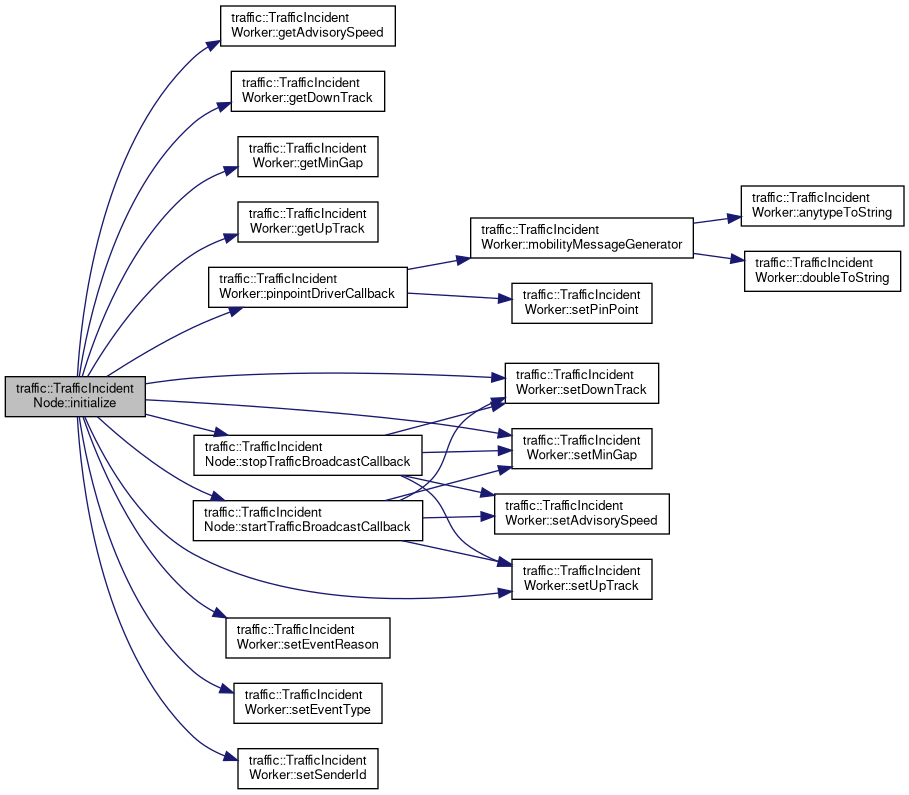 traffic::TrafficIncident
Worker::getAdvisorySpeed
traffic::TrafficIncident
Worker::getDownTrack
traffic::TrafficIncident
Worker::getMinGap
traffic::TrafficIncident
Worker::getUpTrack
traffic::TrafficIncident
Worker::pinpointDriverCallback
traffic::TrafficIncident
Worker::mobilityMessageGenerator
traffic::TrafficIncident
Worker::anytypeToString
traffic::TrafficIncident
Worker::doubleToString
traffic::TrafficIncident
Worker::setPinPoint
traffic::TrafficIncident
Node::initialize
traffic::TrafficIncident
Worker::setDownTrack
traffic::TrafficIncident
Node::stopTrafficBroadcastCallback
traffic::TrafficIncident
Worker::setMinGap
traffic::TrafficIncident
Node::startTrafficBroadcastCallback
traffic::TrafficIncident
Worker::setAdvisorySpeed
traffic::TrafficIncident
Worker::setUpTrack
traffic::TrafficIncident
Worker::setEventReason
traffic::TrafficIncident
Worker::setEventType
traffic::TrafficIncident
Worker::setSenderId